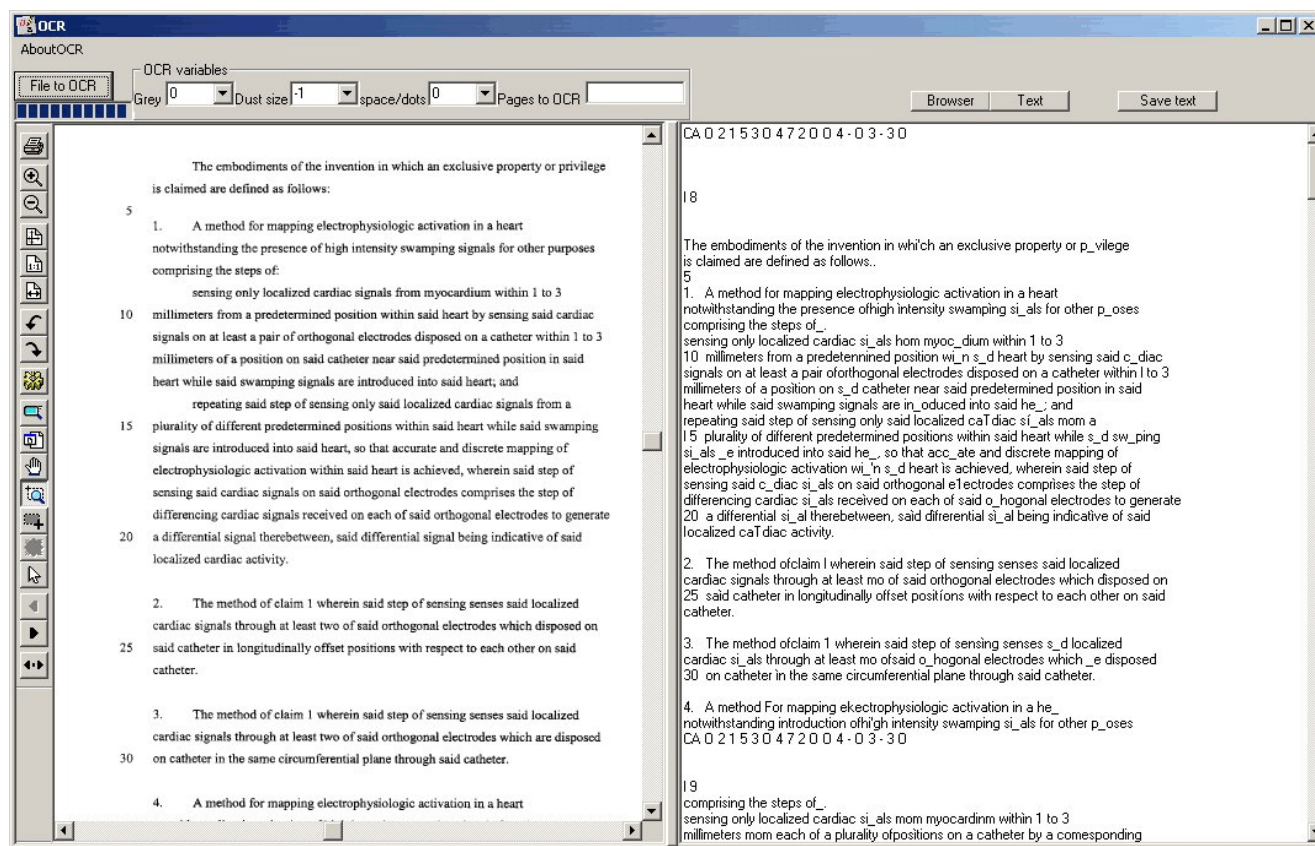 OCR
AboutOCR
File to OCR
OCR variables
Grey 0 Dust size -1 space/dots 0 Pages to OCR
Browser Text Save text
The embodiments of the invention in which an exclusive property or privilege
is claimed are defined as follows:
5
1. A method for mapping electrophysiologic activation in a heart
notwithstanding the presence of high intensity swamping signals for other purposes
comprising the steps of:
sensing only localized cardiac signals from myocardium within 1 to 3
10 millimeters from a predetermined position within said heart by sensing said cardiac
signals on at least a pair of orthogonal electrodes disposed on a catheter within 1 to 3
millimeters of a position on said catheter near said predetermined position in said
heart while said swamping signals are introduced into said heart; and
repeating said step of sensing only said localized cardiac signals from a
15 plurality of different predetermined positions within said heart while said swamping
signals are introduced into said heart, so that accurate and discrete mapping of
electrophysiologic activation within said heart is achieved, wherein said step of
sensing said cardiac signals on said orthogonal electrodes comprises the step of
differencing cardiac signals received on each of said orthogonal electrodes to generate
20 a differential signal therebetween, said differential signal being indicative of said
localized cardiac activity.
2. The method of claim 1 wherein said step of sensing senses said localized
cardiac signals through at least two of said orthogonal electrodes which disposed on
25 said catheter in longitudinally offset positions with respect to each other on said
catheter.
3. The method of claim 1 wherein said step of sensing senses said localized
cardiac signals through at least two of said orthogonal electrodes which are disposed
30 on catheter in the same circumferential plane through said catheter.
4. A method for mapping electrophysiologic activation in a heart
CA 0 2 1 5 3 0 4 7 2 0 0 4 - 0 3 - 3 0
I 8
The embodiments of the invention in whi'ch an exclusive property or p_vilege
is claimed are defined as follows..
5
1. A method for mapping electrophysiologic activation in a heart
notwithstanding the presence ofhigh ìntensity swampìng si_als for other p_oses
comprising the steps of_.
sensing only localized cardiac si_als hom myoc_dium within 1 to 3
10 millimeters from a predetennined position wi_n s_d heart by sensing said c_diac
signals on at least a pair oforthogonal electrodes disposed on a catheter wìthin l to 3
millimeters of a posìtion on s_d catheter near said predetermined position in said
heart while said swamping signals are in_oduced into said he_; and
repeating said step of sensing only said localized caTdiac sí_als mom a
I 5 plurality of different predetermined positions within said heart while s_d sw_ping
si_als _e introduced into said he_, so that acc_ate and discrete mapping of
electrophysiologic activation wi_'n s_d heart ìs achieved, wherein said step of
sensing said c_diac si_als on said orthogonal e1ectrodes comprìses the step of
differencing cardiac si_als receìved on each of said o_hogonal electrodes to generate
20 a differential si_al therebetween, saìd dìfrerential sì_al being indìcatìve of said
localized caTdiac activity.
2. The method ofclaìm I wherein said step of sensing senses said localized
cardìac signals through at least mo of said orthogonal electrodes which dìsposed on
25 said catheter in longitudinally offset positíons with respect to each other on said
catheter.
3. The method ofclaim 1 wherein said step of sensìng senses s_d localized
cardiac si_als through at least mo ofsaid o_hogonal electrodes which _e disposed
30 on catheter ìn the same circumferential plane through said catheter.
4. A method For mapping ekectrophysiologic activation in a he_
notwithstanding introduction ofhi'gh intensity swamping si_als for other p_oses
CA 0 2 1 5 3 0 4 7 2 0 0 4 - 0 3 - 3 0
I 9
comprising the steps of_.
sensing only localized cardiac si_als mom myocardinm withìn 1 to 3
millimeters mom each of a plurality ofposìtions on a catheter by a comesponding